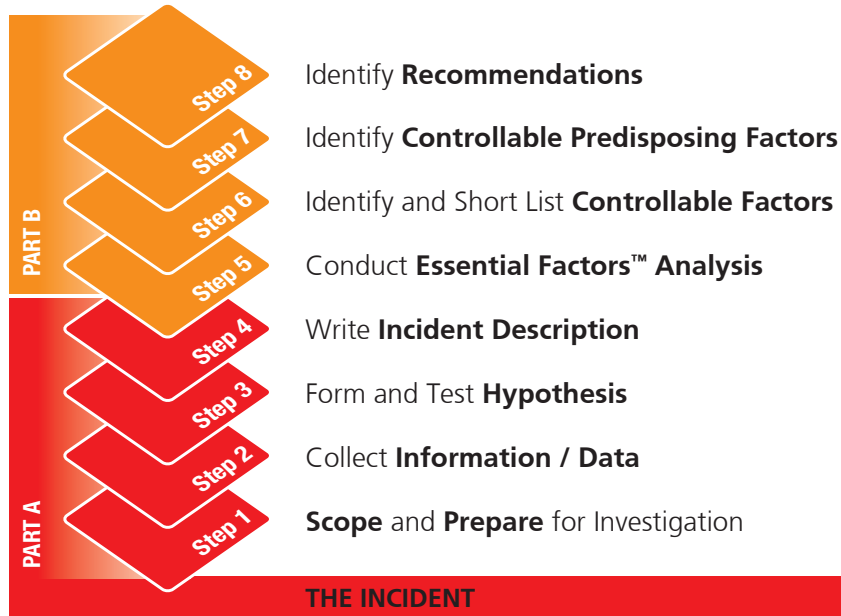 Step 8
Identify Recommendations
Step 7
Identify Controllable Predisposing Factors
Step 6
Identify and Short List Controllable Factors
Step 5
Conduct Essential Factors™ Analysis
PART B
Step 4
Write Incident Description
Step 3
Form and Test Hypothesis
Step 2
Collect Information / Data
Step 1
Scope and Prepare for Investigation
PART A
THE INCIDENT